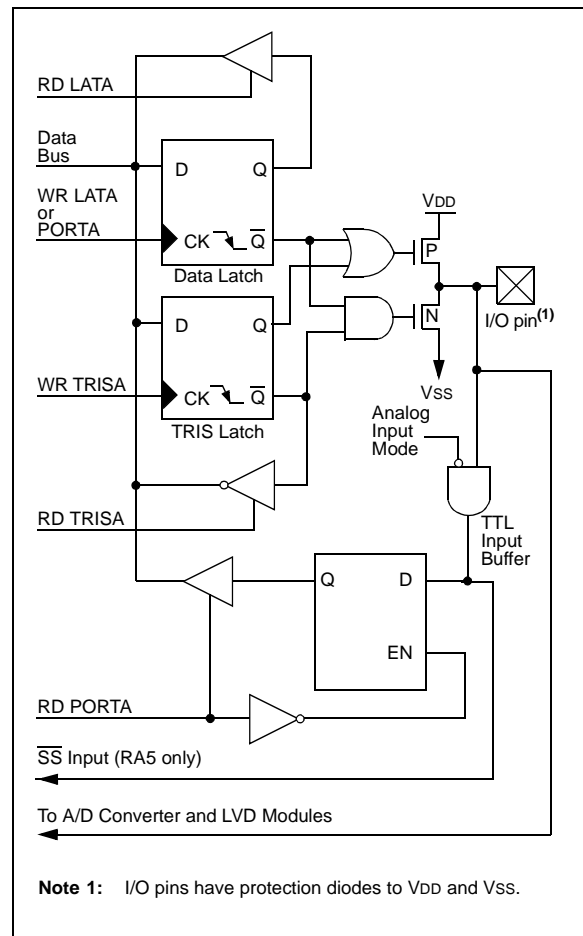 RD LATA
Data
Bus
WR LATA
or
PORTA
D Q
CK Q
Data Latch
D Q
CK Q
TRIS Latch
WR TRISA
RD TRISA
VDD
P
N
I/O pin(1)
VSS
Analog
Input
Mode
TTL
Input
Buffer
Q D
EN
RD PORTA
SS Input (RA5 only)
To A/D Converter and LVD Modules
Note 1: I/O pins have protection diodes to VDD and VSS.